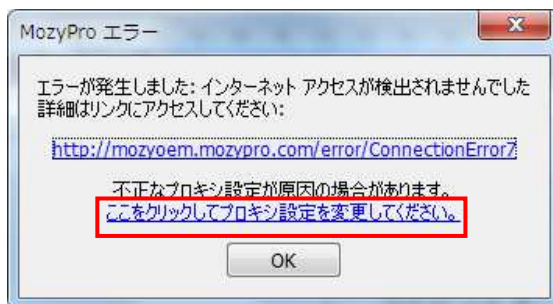 MozyPro エラー
エラーが発生しました: インターネット アクセスが検出されませんでした
詳細はリンクにアクセスしてください:
http://mozyoem.mozypro.com/error/ConnectionError7
不正なプロキシ設定が原因の場合があります。
ここをクリックしてプロキシ設定を変更してください。
OK